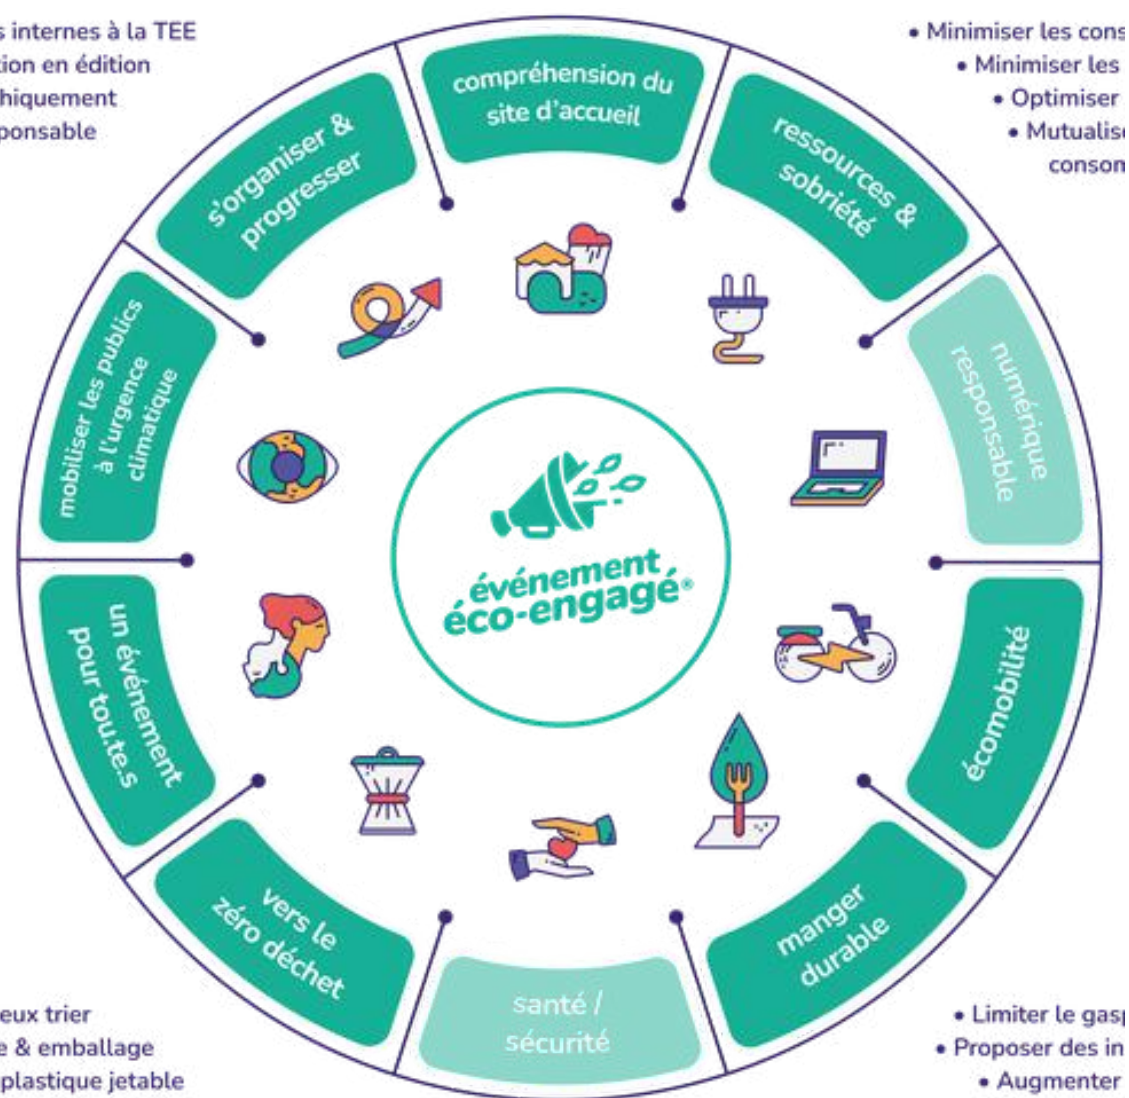 s internes à la TEE
tion en édition
hiquement
ponsable
• Minimiser les cons
• Minimiser les
• Optimiser
• Mutualise
conson
compréhension du
site d'accueil
ressources &
sobriété
numérique
responsable
écomobilité
manger
durable
santé /
sécurité
vers le
zéro déchet
un événement
pour tou.te.s
mobiliser les publics
à l'urgence
climatique
s'organiser &
progresser
événement
éco-engagé®
eux trier
e & emballage
plastique jetable
• Limiter le gasp
• Proposer des in
• Augmenter